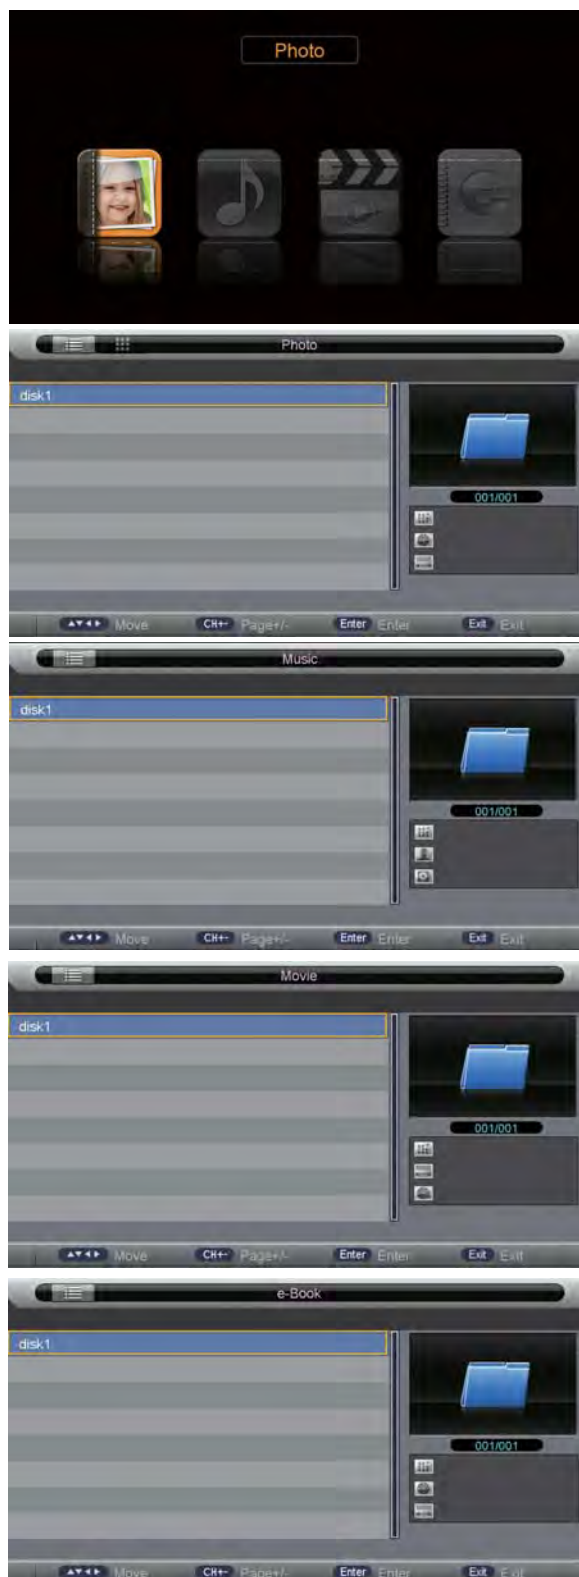 Photo
Photo
disk1
001/001
▲▼◄► Move CH+- Page+/- Enter Enter Exit Exit
Music
disk1
001/001
▲▼◄► Move CH+- Page+/- Enter Enter Exit Exit
Movie
disk1
001/001
▲▼◄► Move CH+- Page+/- Enter Enter Exit Exit
e-Book
disk1
001/001
▲▼◄► Move CH+- Page+/- Enter Enter Exit Exit